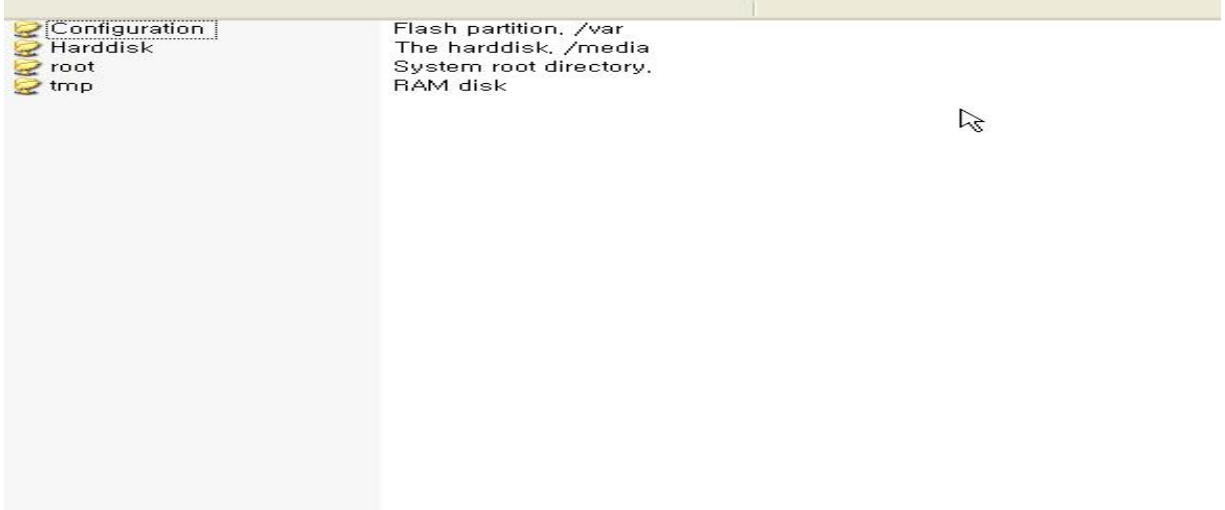 Configuration Flash partition, /var
Harddisk The harddisk, /media
root System root directory,
tmp RAM disk